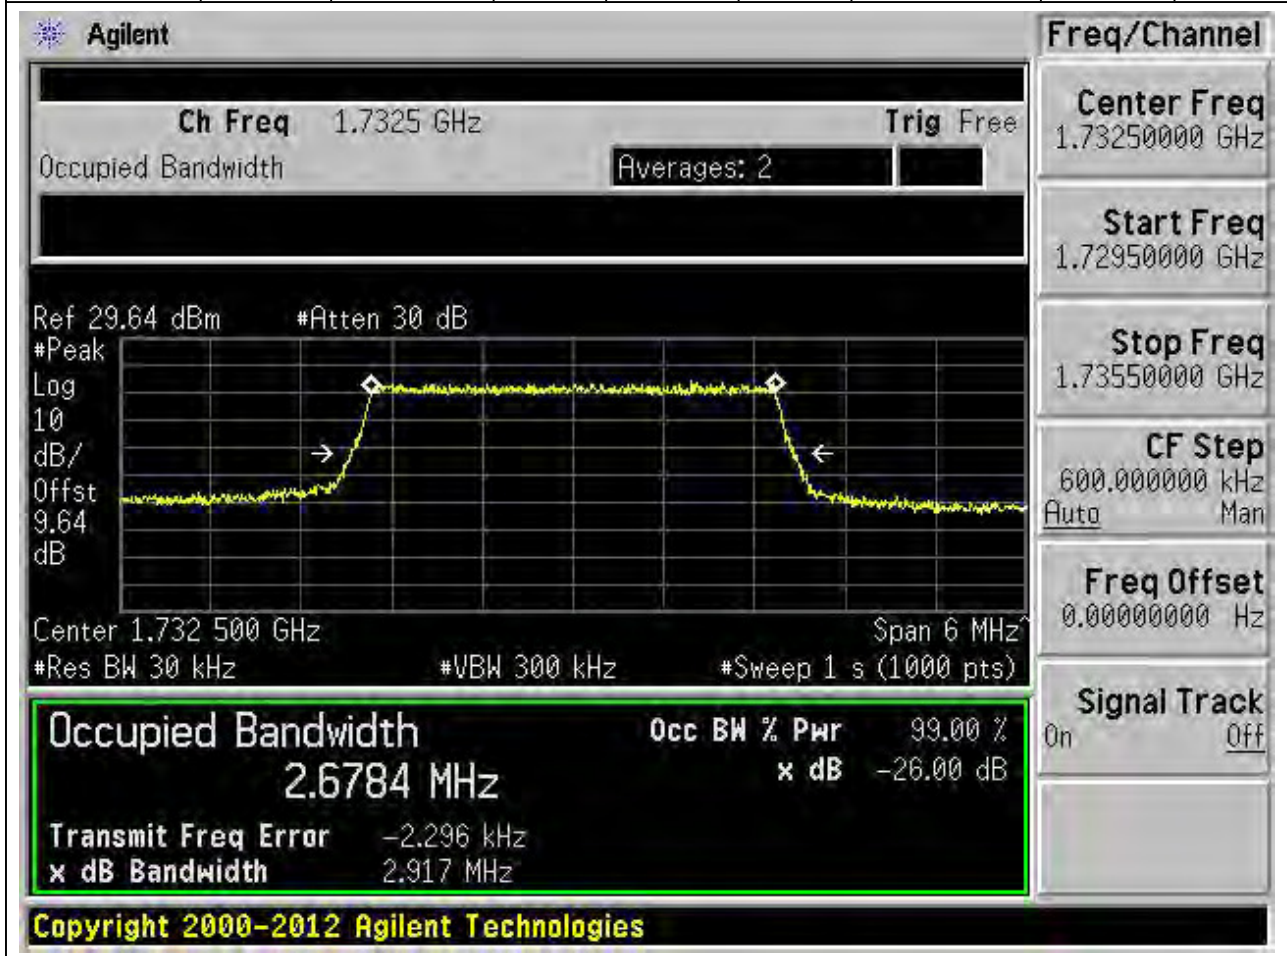 Agilent
Freq/Channel
Ch Freq 1.7325 GHz Trig Free
Occupied Bandwidth Averages: 2
Center Freq
1.73250000 GHz
Start Freq
1.72950000 GHz
Ref 29.64 dBm #Atten 30 dB
#Peak
Log
10
dB/
Offst
9.64
dB
Stop Freq
1.73550000 GHz
CF Step
600.000000 kHz
Auto Man
Freq Offset
0.00000000 Hz
Center 1.732 500 GHz Span 6 MHz^
#Res BW 30 kHz #VBW 300 kHz #Sweep 1 s (1000 pts)
Signal Track
On Off
Occupied Bandwidth Occ BW % Pwr 99.00 %
2.6784 MHz x dB -26.00 dB
Transmit Freq Error -2.296 kHz
x dB Bandwidth 2.917 MHz
Copyright 2000-2012 Agilent Technologies